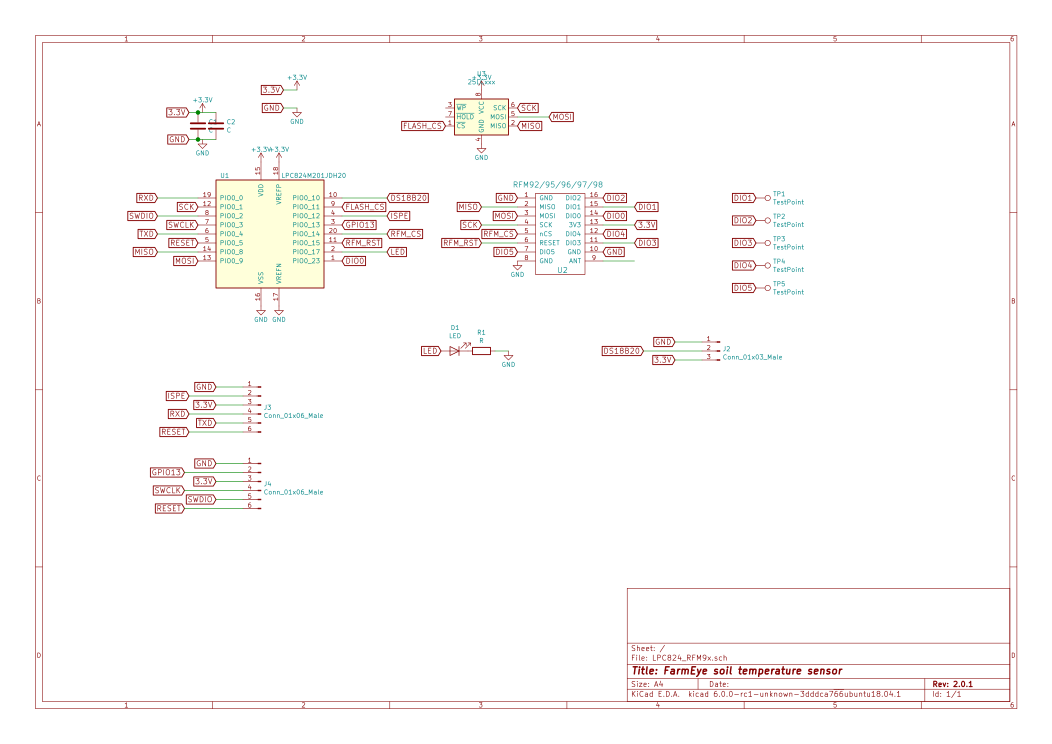 1 2 3 4 5 6
+3.3V
3.3V
GND
GND
+3.3V
3.3V
C2
C
GND
GND
U3
+3.3V
8
3 WP VCC SCK 6 SCK
7 HOLD MOSI 5 MOSI
FLASH_CS 1 CS GND MISO 2 MISO
4
GND
A A
+3.3V +3.3V
15 18
U1 LPC824M201JDH20
VDD VREFP
RXD 19 PIO0_0 PIO0_10 10 DS18B20
SCK 12 PIO0_1 PIO0_11 9 FLASH_CS
SWDIO 8 PIO0_2 PIO0_12 4 ISPE
SWCLK 7 PIO0_3 PIO0_13 3 GPIO13
TXD 6 PIO0_4 PIO0_14 20 RFM_CS
RESET 5 PIO0_5 PIO0_15 11 RFM_RST
MISO 14 PIO0_8 PIO0_17 2 LED
MOSI 13 PIO0_9 PIO0_23 1 DIO0
VSS VREFN
16 17
GND GND
RFM92/95/96/97/98
GND 1 GND DIO2 16 DIO2
MISO 2 MISO DIO1 15 DIO1
MOSI 3 MOSI DIO0 14 DIO0
SCK 4 SCK 3V3 13 3.3V
RFM_CS 5 nCS DIO4 12 DIO4
RFM_RST 6 RESET DIO3 11 DIO3
DIO5 7 DIO5 GND 10 GND
8 GND ANT 9
GND
U2
DIO1 TP1
TestPoint
DIO2 TP2
TestPoint
DIO3 TP3
TestPoint
DIO4 TP4
TestPoint
DIO5 TP5
TestPoint
B B
D1
LED
R1
R
LED
GND
GND 1
DS18B20 2 J2
3.3V 3 Conn_01x03_Male
GND 1
ISPE 2
3.3V 3 J3
RXD 4 Conn_01x06_Male
TXD 5
RESET 6
GND 1
GPIO13 2
3.3V 3 J4
SWCLK 4 Conn_01x06_Male
SWDIO 5
RESET 6
C C
D D
Sheet: /
File: LPC824_RFM9x.sch
Title: FarmEye soil temperature sensor
Size: A4 Date: Rev: 2.0.1
KiCad E.D.A. kicad 6.0.0-rc1-unknown-3dddca766ubuntu18.04.1 Id: 1/1
1 2 3 4 5 6